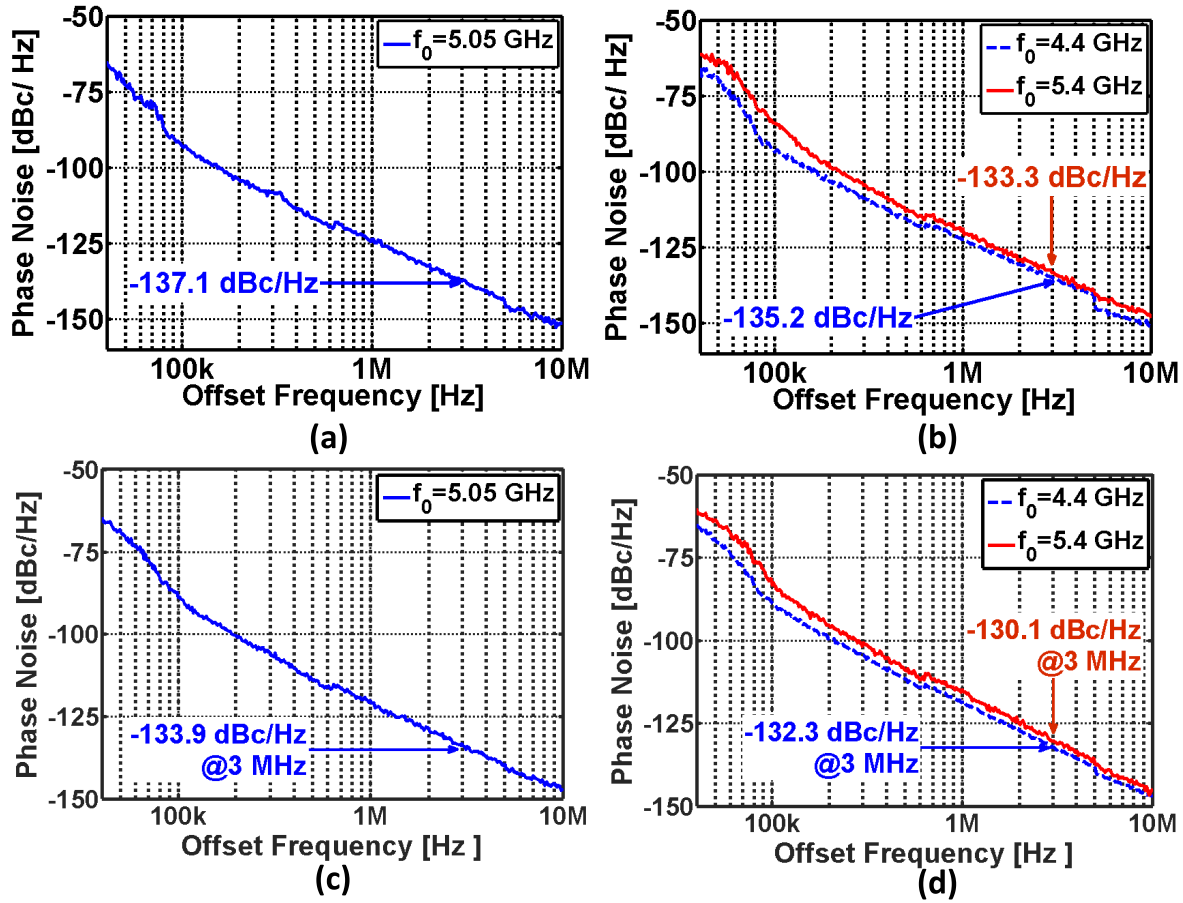 Phase Noise [dBc/ Hz]
-50
-75
-100
-125
-150
f0=5.05 GHz
-137.1 dBc/Hz
100k
1M
10M
Offset Frequency [Hz]
(a)
Phase Noise [dBc/ Hz]
-50
-75
-100
-125
-150
f0=4.4 GHz
f0=5.4 GHz
-133.3 dBc/Hz
-135.2 dBc/Hz
100k
1M
10M
Offset Frequency [Hz]
(b)
Phase Noise [dBc/Hz]
-50
-75
-100
-125
-150
f0=5.05 GHz
-133.9 dBc/Hz
@3 MHz
100k
1M
10M
Offset Frequency [Hz ]
(c)
Phase Noise [dBc/Hz]
-50
-75
-100
-125
-150
f0=4.4 GHz
f0=5.4 GHz
-130.1 dBc/Hz
@3 MHz
-132.3 dBc/Hz
@3 MHz
100k
1M
10M
Offset Frequency [Hz ]
(d)